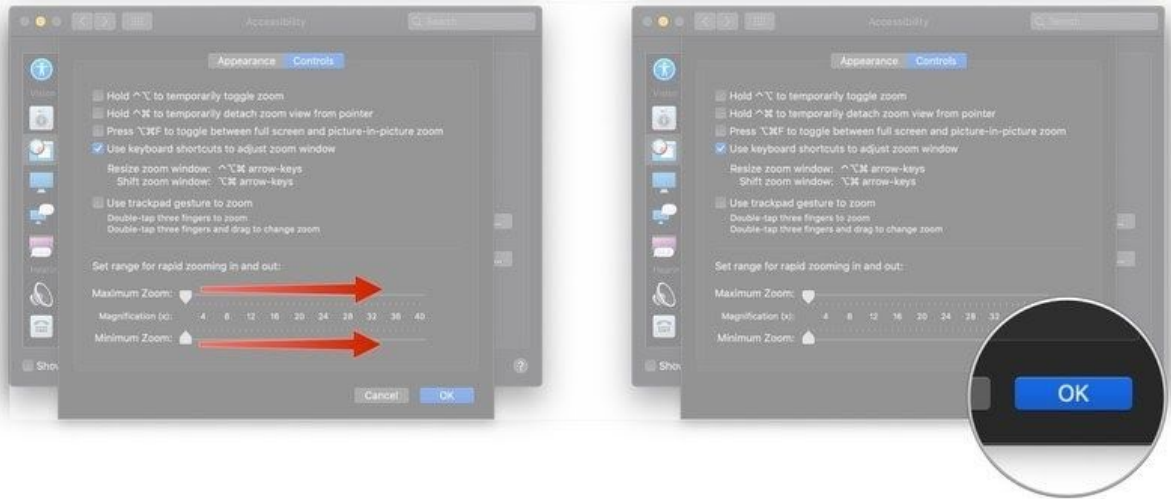 Accessibility
Search
Appearance Controls
Vision
Hold ^⌥ to temporarily toggle zoom
Hold ^⌘ to temporarily detach zoom view from pointer
Press ⌥⌘F to toggle between full screen and picture-in-picture zoom
Use keyboard shortcuts to adjust zoom window
Resize zoom window: ^⌥⌘ arrow-keys
Shift zoom window: ⌥⌘ arrow-keys
Use trackpad gesture to zoom
Double-tap three fingers to zoom
Double-tap three fingers and drag to change zoom
Set range for rapid zooming in and out:
Hearin
Maximum Zoom:
Magnification (x): 4 8 12 16 20 24 28 32 36 40
Minimum Zoom:
Show
?
Cancel OK
Accessibility
Search
Appearance Controls
Vision
Hold ^⌥ to temporarily toggle zoom
Hold ^⌘ to temporarily detach zoom view from pointer
Press ⌥⌘F to toggle between full screen and picture-in-picture zoom
Use keyboard shortcuts to adjust zoom window
Resize zoom window: ^⌥⌘ arrow-keys
Shift zoom window: ⌥⌘ arrow-keys
Use trackpad gesture to zoom
Double-tap three fingers to zoom
Double-tap three fingers and drag to change zoom
Set range for rapid zooming in and out:
Hearin
Maximum Zoom:
Magnification (x): 4 8 12 16 20 24 28 32
Minimum Zoom:
Show
OK